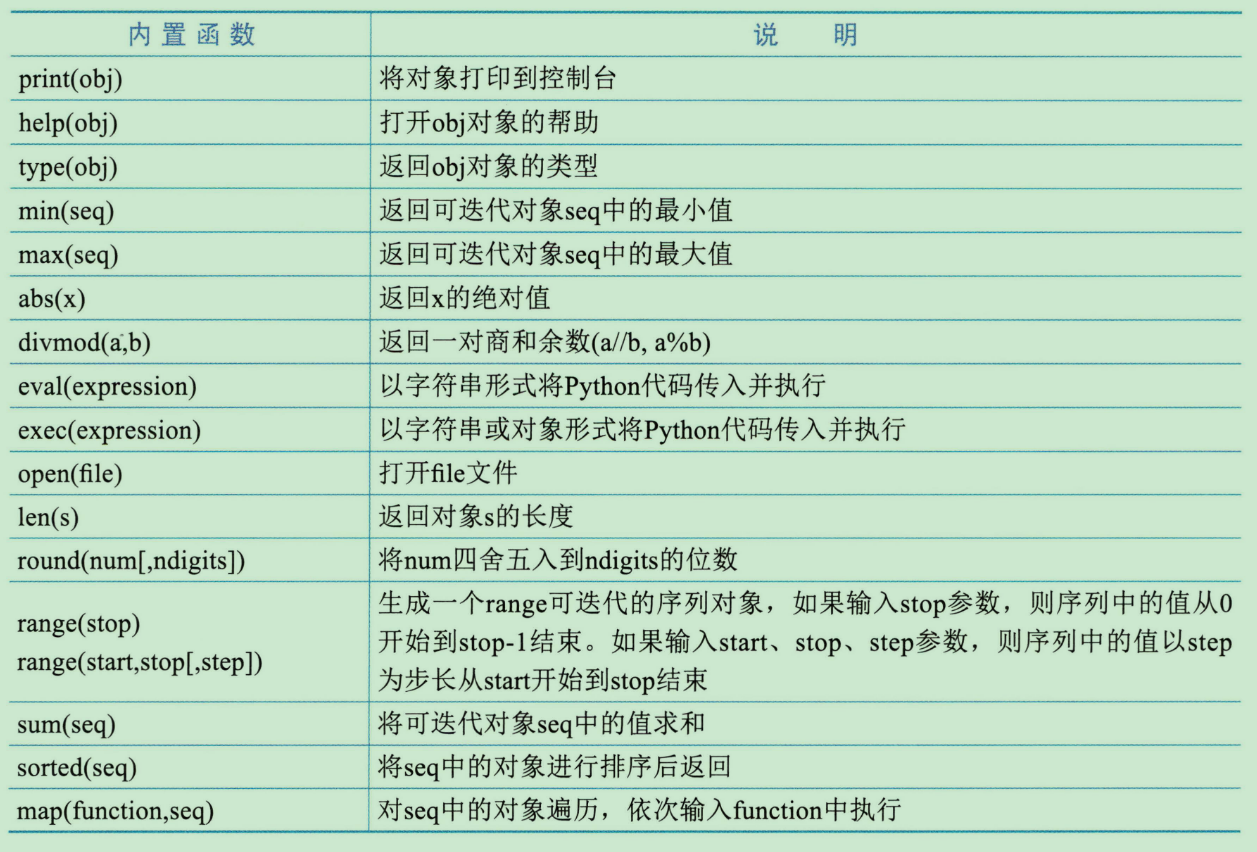 内置函数 说明
print(obj) 将对象打印到控制台
help(obj) 打开obj对象的帮助
type(obj) 返回obj对象的类型
min(seq) 返回可迭代对象seq中的最小值
max(seq) 返回可迭代对象seq中的最大值
abs(x) 返回x的绝对值
divmod(a,b) 返回一对商和余数(a//b, a%b)
eval(expression) 以字符串形式将Python代码传入并执行
exec(expression) 以字符串或对象形式将Python代码传入并执行
open(file) 打开file文件
len(s) 返回对象s的长度
round(num[,ndigits]) 将num四舍五入到ndigits的位数
range(stop)
range(start,stop[,step])
生成一个range可迭代的序列对象，如果输入stop参数，则序列中的值从0
开始到stop-1结束。如果输入start、stop、step参数，则序列中的值以step
为步长从start开始到stop结束
sum(seq) 将可迭代对象seq中的值求和
sorted(seq) 将seq中的对象进行排序后返回
map(function,seq) 对seq中的对象遍历，依次输入function中执行